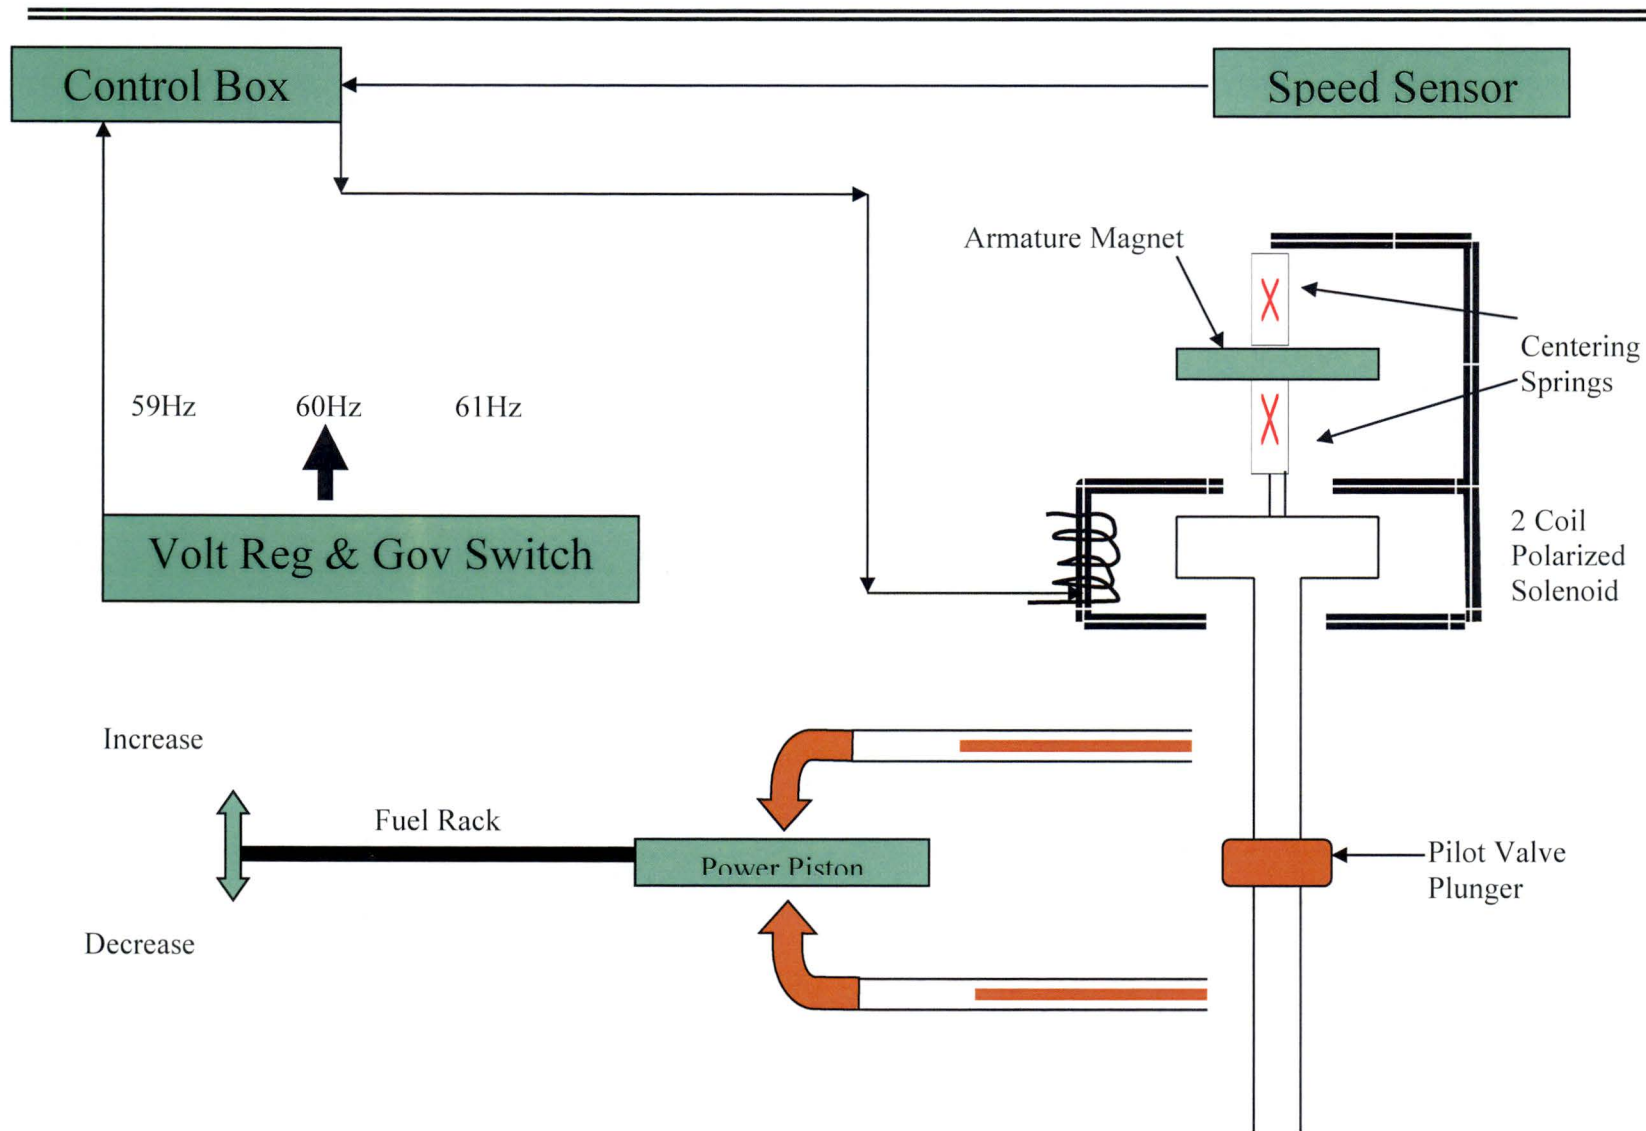 Control Box
Speed Sensor
Armature Magnet
Centering
Springs
59Hz 60Hz 61Hz
Volt Reg & Gov Switch
2 Coil
Polarized
Solenoid
Increase
Fuel Rack
Power Piston
Pilot Valve
Plunger
Decrease